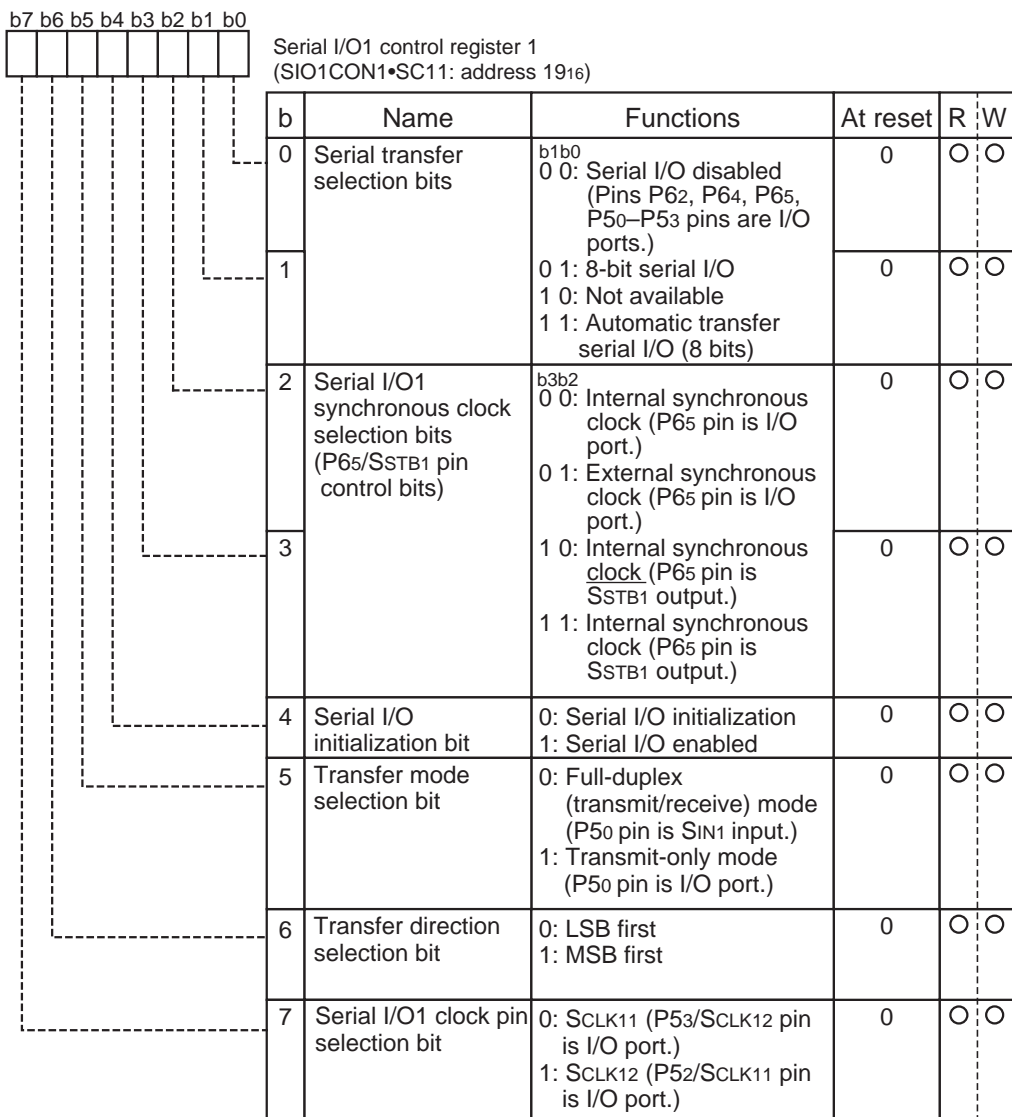 b7 b6 b5 b4 b3 b2 b1 b0
Serial I/O1 control register 1
(SIO1CON1•SC11: address 1916)
b Name Functions At reset R W
0 Serial transfer
selection bits
b1b0
0 0: Serial I/O disabled
(Pins P62, P64, P65,
P50–P53 pins are I/O
ports.)
0 O O
1 0 1: 8-bit serial I/O 0 O O
1 0: Not available
1 1: Automatic transfer
serial I/O (8 bits)
2 Serial I/O1
synchronous clock
selection bits
(P65/SSTB1 pin
control bits)
b3b2
0 0: Internal synchronous
clock (P65 pin is I/O
port.)
0 1: External synchronous
clock (P65 pin is I/O
port.)
0 O O
3 1 0: Internal synchronous 0 O O
clock (P65 pin is
SSTB1 output.)
1 1: Internal synchronous
clock (P65 pin is
SSTB1 output.)
4 Serial I/O
initialization bit
0: Serial I/O initialization
1: Serial I/O enabled
0 O O
5 Transfer mode
selection bit
0: Full-duplex
(transmit/receive) mode
(P50 pin is SIN1 input.)
1: Transmit-only mode
(P50 pin is I/O port.)
0 O O
6 Transfer direction
selection bit
0: LSB first
1: MSB first
0 O O
7 Serial I/O1 clock pin
selection bit
0: SCLK11 (P53/SCLK12 pin
is I/O port.)
1: SCLK12 (P52/SCLK11 pin
is I/O port.)
0 O O